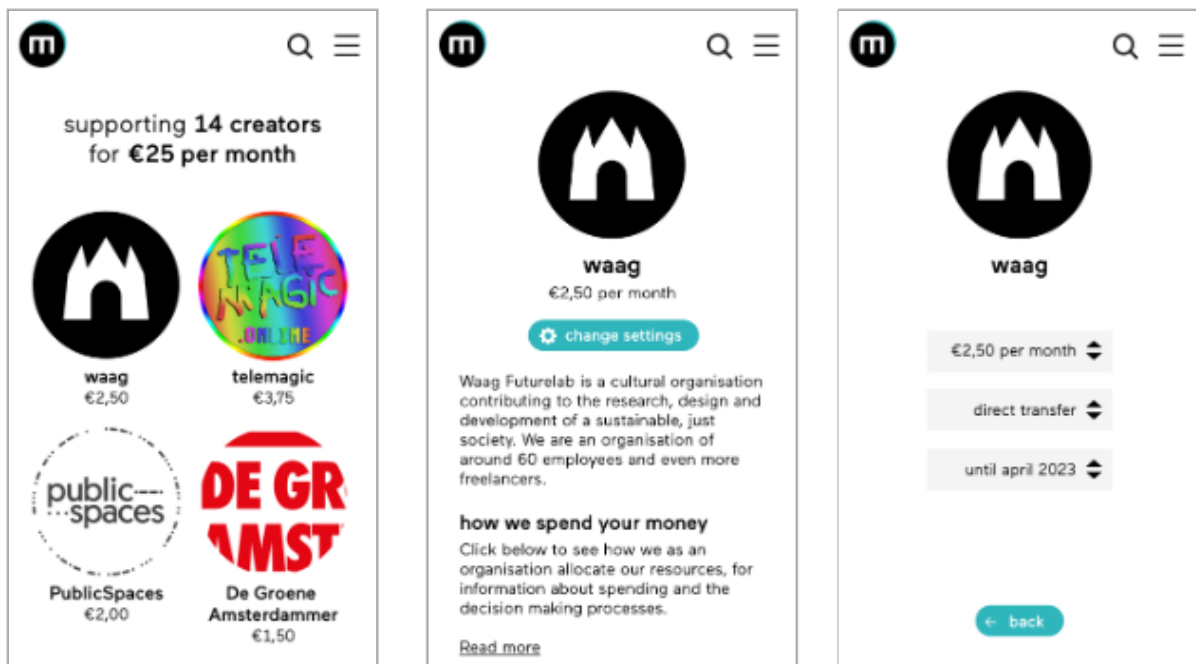 m
supporting 14 creators
for €25 per month
TELE
MAGIC
.ONLINE
waag
€2,50
telemagic
€3,75
public
spaces
DE GR
AMST
PublicSpaces
€2,00
De Groene
Amsterdammer
€1,50
m
waag
€2,50 per month
change settings
Waag Futurelab is a cultural organisation
contributing to the research, design and
development of a sustainable, just
society. We are an organisation of
around 60 employees and even more
freelancers.
how we spend your money
Click below to see how we as an
organisation allocate our resources, for
information about spending and the
decision making processes.
Read more
m
waag
€2,50 per month
direct transfer
until april 2023
← back